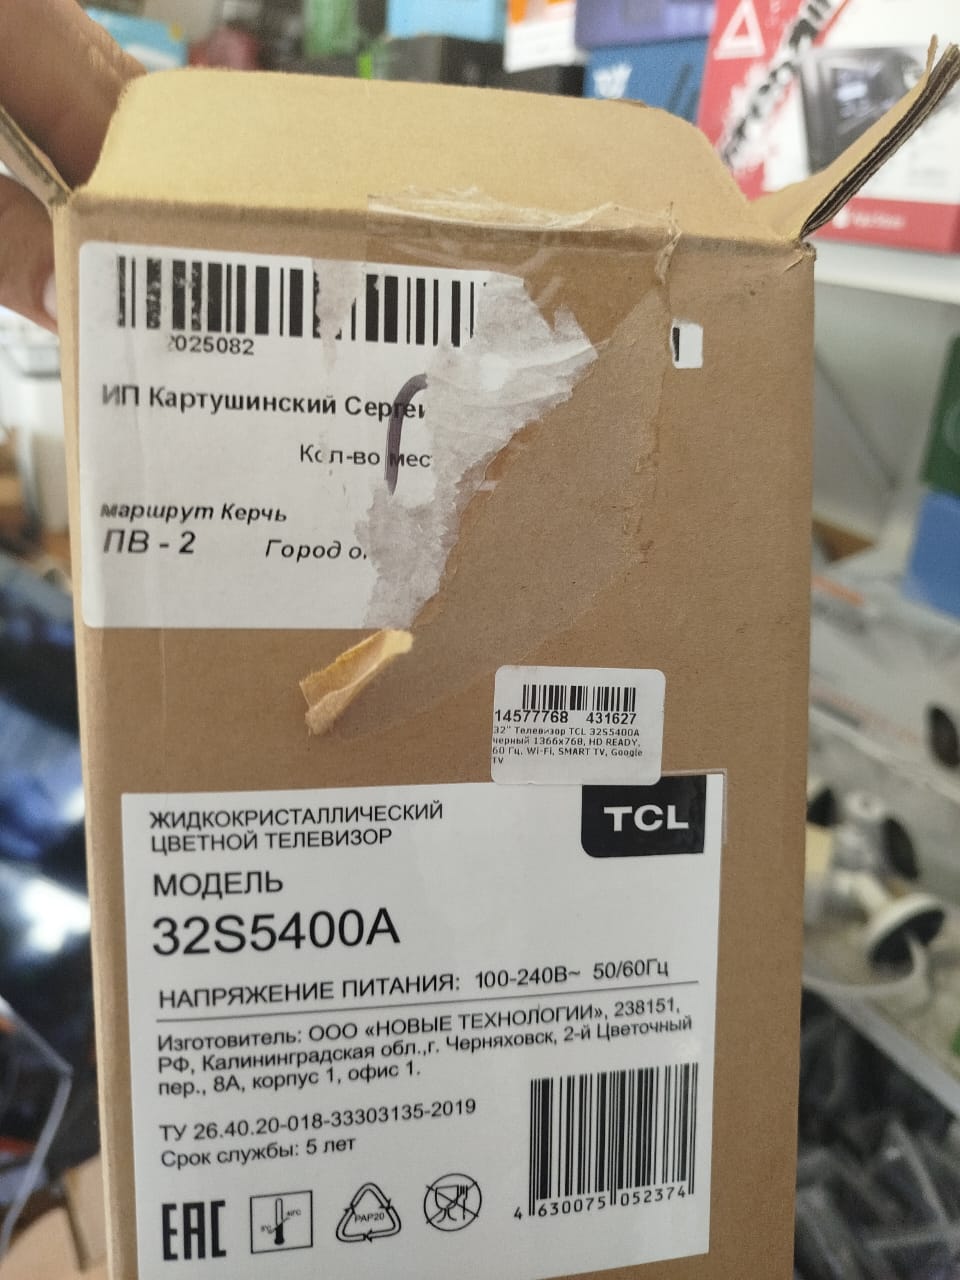 2025082
ИП Картушинский Сергей
Кол-во мест
маршрут Керчь
ПВ - 2 Город
14577768 431627
32" Телевизор TCL 32S5400A
черный 1366x768, HD READY,
60 Гц, Wi-Fi, SMART TV, Google
TV
ЖИДКОКРИСТАЛЛИЧЕСКИЙ
ЦВЕТНОЙ ТЕЛЕВИЗОР
TCL
МОДЕЛЬ
32S5400A
НАПРЯЖЕНИЕ ПИТАНИЯ: 100-240В~ 50/60Гц
Изготовитель: ООО «НОВЫЕ ТЕХНОЛОГИИ», 238151,
РФ, Калининградская обл.,г. Черняховск, 2-й Цветочный
пер., 8А, корпус 1, офис 1.
ТУ 26.40.20-018-33303135-2019
Срок службы: 5 лет
EAC
PAP20
4 630075 052374